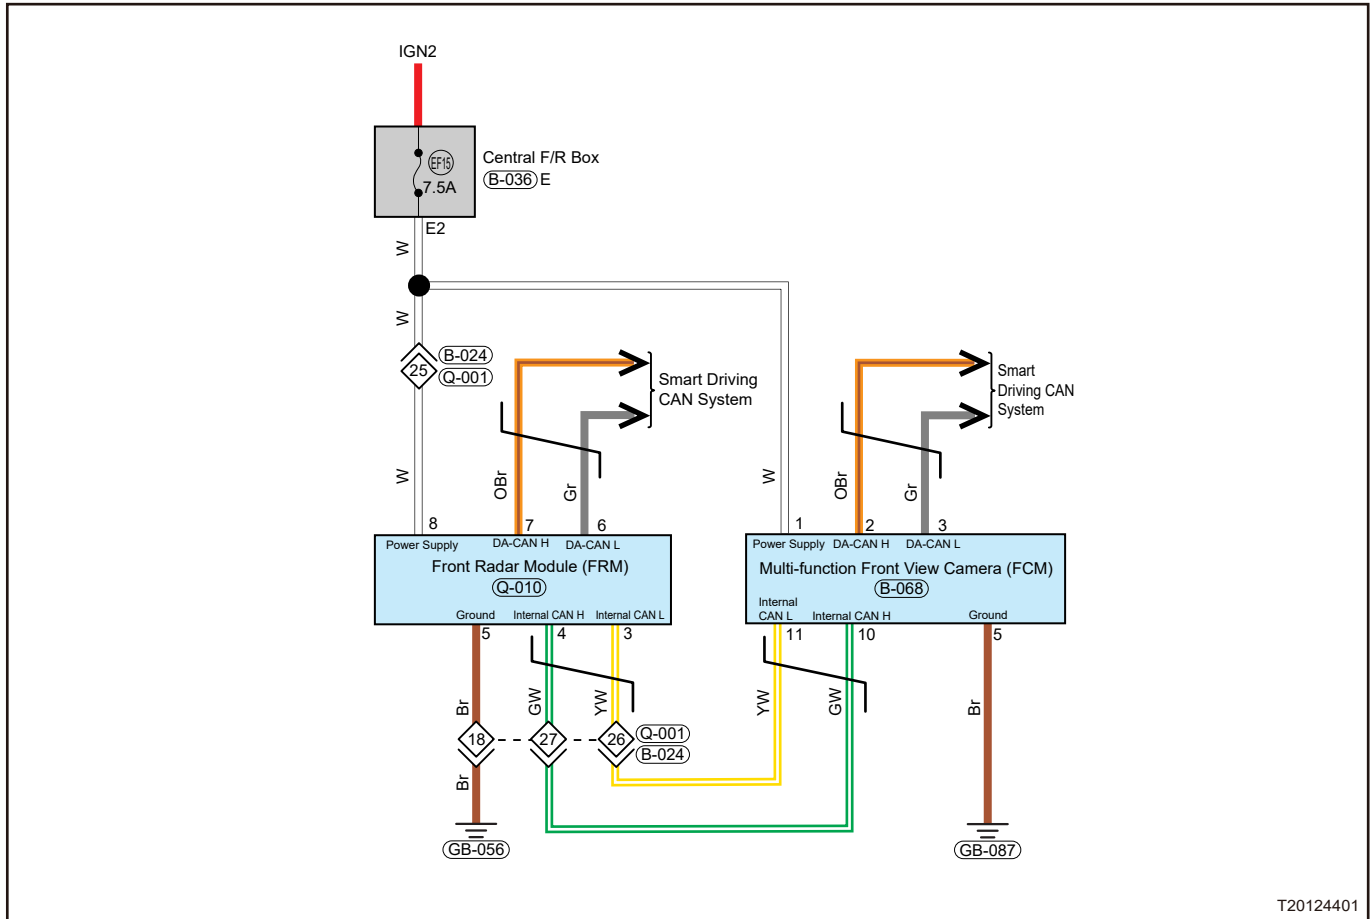 IGN2
EF15
7.5A
Central F/R Box
B-036 E
E2
W
W
B-024
25
Q-001
W
OBr
Gr
Smart Driving
CAN System
W
OBr
Gr
Smart
Driving CAN
System
8
7
6
1
2
3
Power Supply
DA-CAN H
DA-CAN L
Front Radar Module (FRM)
Q-010
Ground
Internal CAN H
Internal CAN L
5
4
3
Power Supply
DA-CAN H
DA-CAN L
Multi-function Front View Camera (FCM)
B-068
Internal
CAN L
Internal CAN H
Ground
11
10
5
Br
GW
YW
YW
GW
Br
18
27
26
Q-001
B-024
Br
GB-056
GB-087
T20124401